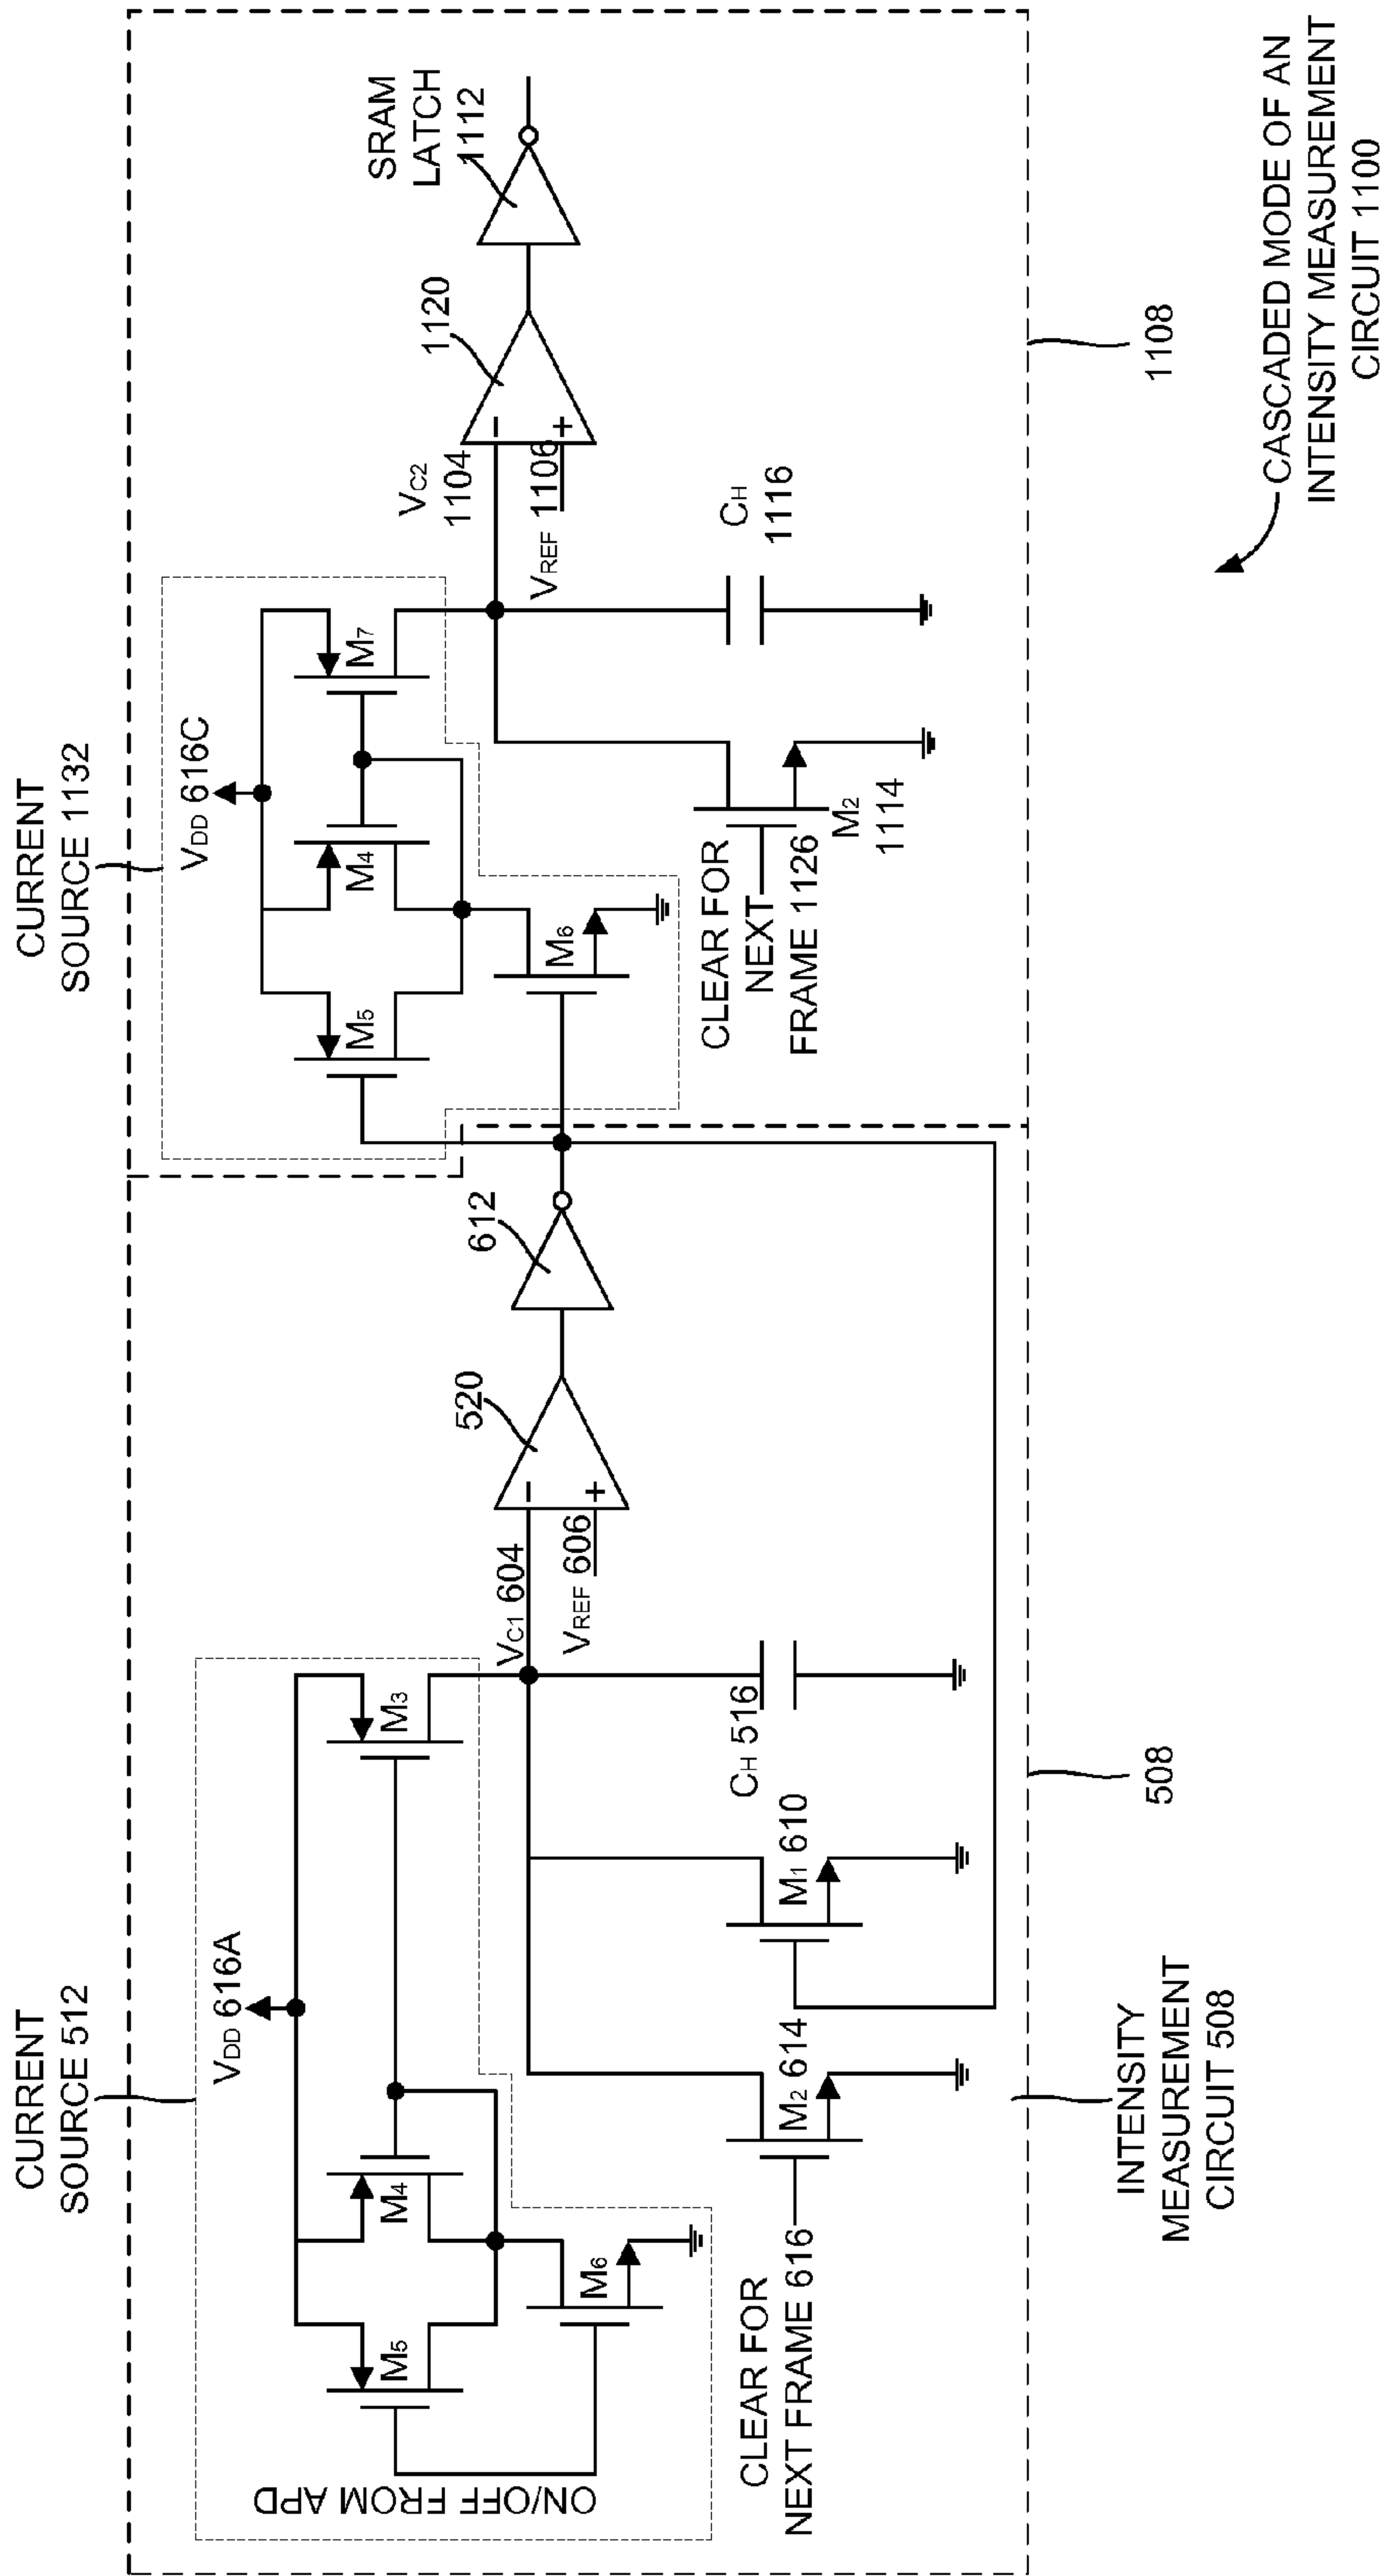 CURRENT
SOURCE 512
CURRENT
SOURCE 1132
VDD 616A
VDD 616C
ON/OFF FROM APD
M5
M4
M6
M3
M5
M4
M6
M7
VC1 604
VREF 606
520
612
VC2
1104
VREF 1106
1120
SRAM
LATCH
1112
-
+
-
+
CLEAR FOR
NEXT FRAME 616
M2 614
M1 610
CH 516
CLEAR FOR
NEXT
FRAME 1126
M2
1114
CH
1116
INTENSITY
MEASUREMENT
CIRCUIT 508
508
1108
CASCADED MODE OF AN
INTENSITY MEASUREMENT
CIRCUIT 1100